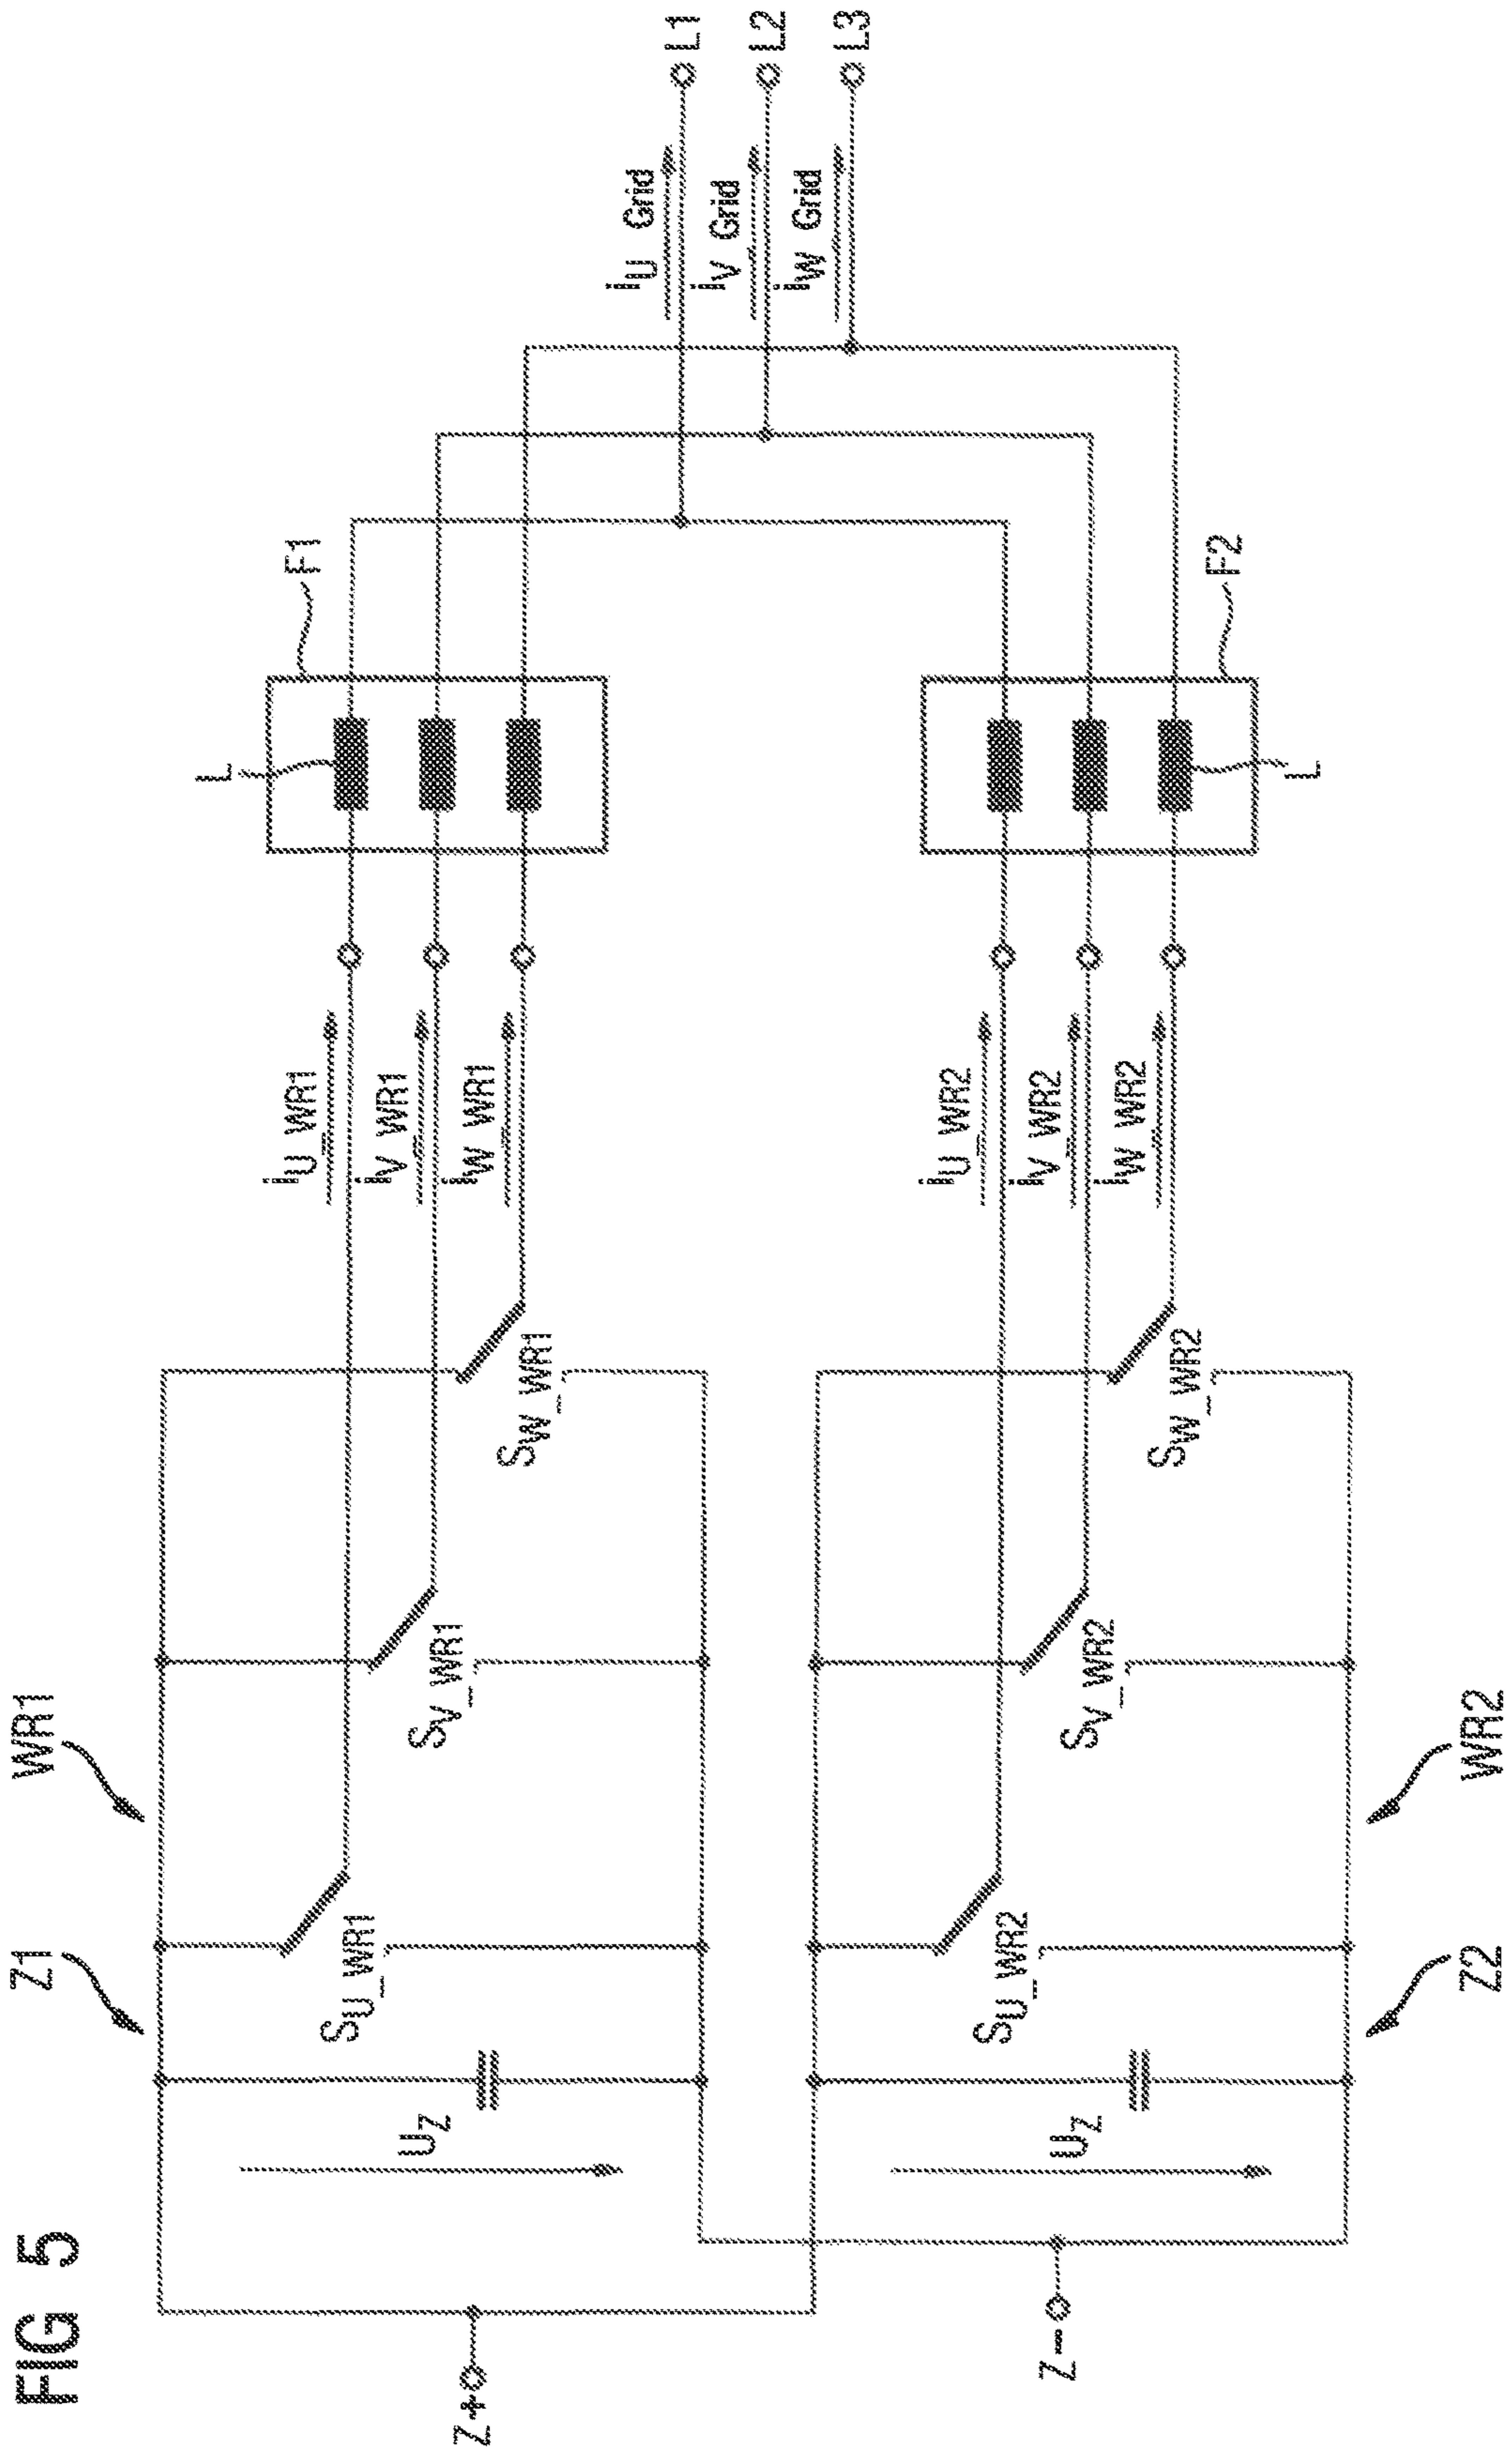 FIG 5
Z1
WR1
L
F1
iU_WR1
iV_WR1
iW_WR1
SU_WR1
SV_WR1
SW_WR1
UZ
Z+
iU_Grid
L1
iV_Grid
L2
iW_Grid
L3
Z-
UZ
SU_WR2
SV_WR2
SW_WR2
iU_WR2
iV_WR2
iW_WR2
F2
L
Z2
WR2